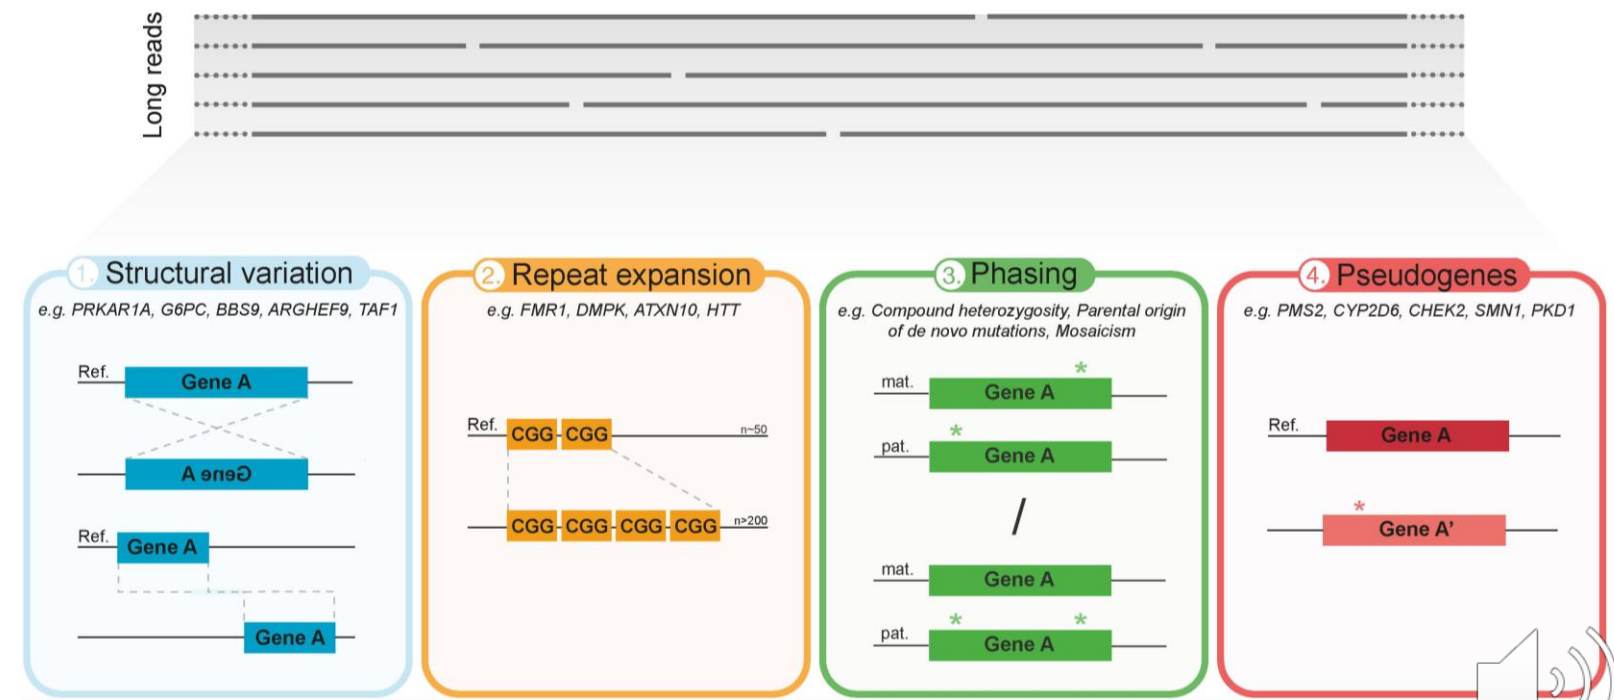 Long reads
1. Structural variation
e.g. PRKAR1A, G6PC, BBS9, ARGHEF9, TAF1
Ref.
Gene A
Gene A
Ref.
Gene A
Gene A
2. Repeat expansion
e.g. FMR1, DMPK, ATXN10, HTT
Ref.
CGG CGG
n~50
CGG CGG CGG CGG
n>200
3. Phasing
e.g. Compound heterozygosity, Parental origin
of de novo mutations, Mosaicism
*
mat.
Gene A
*
pat.
Gene A
/
mat.
Gene A
* *
pat.
Gene A
4. Pseudogenes
e.g. PMS2, CYP2D6, CHEK2, SMN1, PKD1
Ref.
Gene A
*
Gene A’